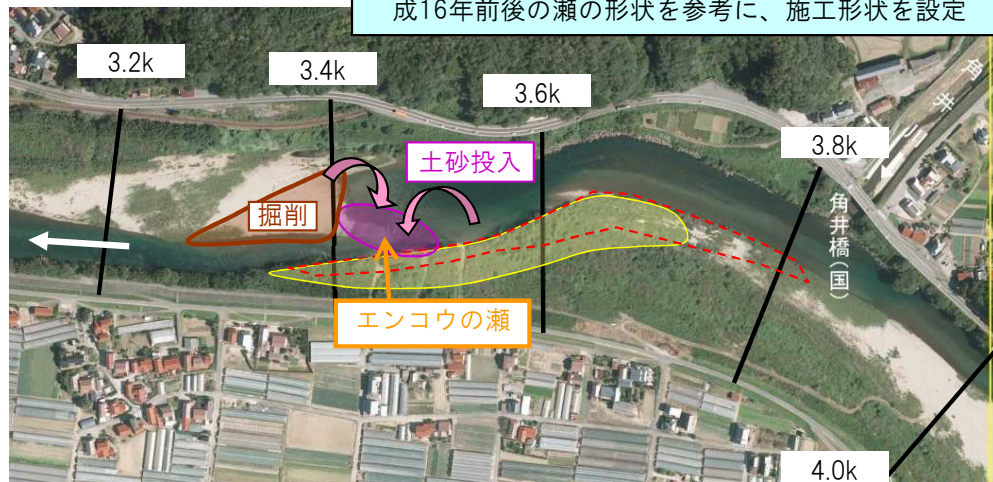 成16年前後の瀬の形状を参考に、施工形状を設定
3.2k
3.4k
3.6k
3.8k
土砂投入
掘削
エンコウの瀬
角井橋(国)
角井
4.0k